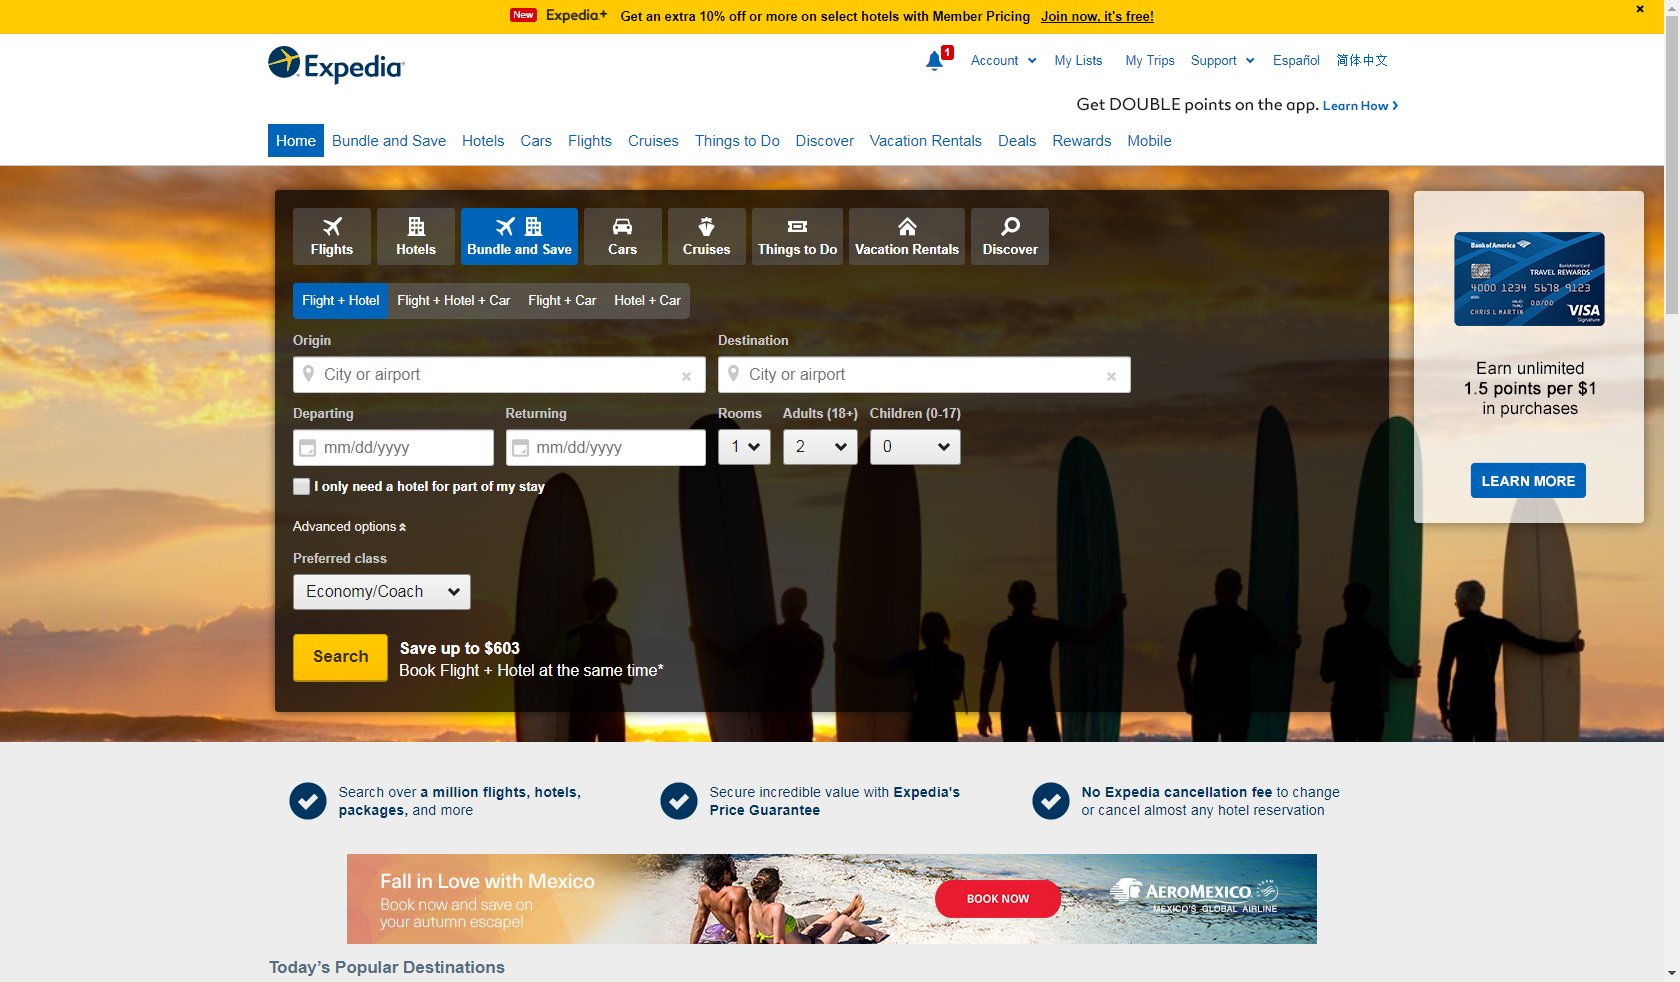 New Expedia+ Get an extra 10% off or more on select hotels with Member Pricing Join now, it's free!
Expedia
1
Account My Lists My Trips Support Español 简体中文
Get DOUBLE points on the app. Learn How
Home Bundle and Save Hotels Cars Flights Cruises Things to Do Discover Vacation Rentals Deals Rewards Mobile
Flights Hotels Bundle and Save Cars Cruises Things to Do Vacation Rentals Discover
Flight + Hotel Flight + Hotel + Car Flight + Car Hotel + Car
Origin Destination
City or airport City or airport
Departing Returning Rooms Adults (18+) Children (0-17)
mm/dd/yyyy mm/dd/yyyy 1 2 0
I only need a hotel for part of my stay
Advanced options
Preferred class
Economy/Coach
Search
Save up to $603
Book Flight + Hotel at the same time*
Bank of America
BankAmericard
TRAVEL REWARDS
4000 1234 5678 9123
VALID THRU 00/00
CHRIS L MARTIN
VISA
Signature
Earn unlimited
1.5 points per $1
in purchases
LEARN MORE
Search over a million flights, hotels,
packages, and more
Secure incredible value with Expedia's
Price Guarantee
No Expedia cancellation fee to change
or cancel almost any hotel reservation
Fall in Love with Mexico
Book now and save on
your autumn escape!
BOOK NOW
AEROMEXICO
MEXICO'S GLOBAL AIRLINE
Today's Popular Destinations